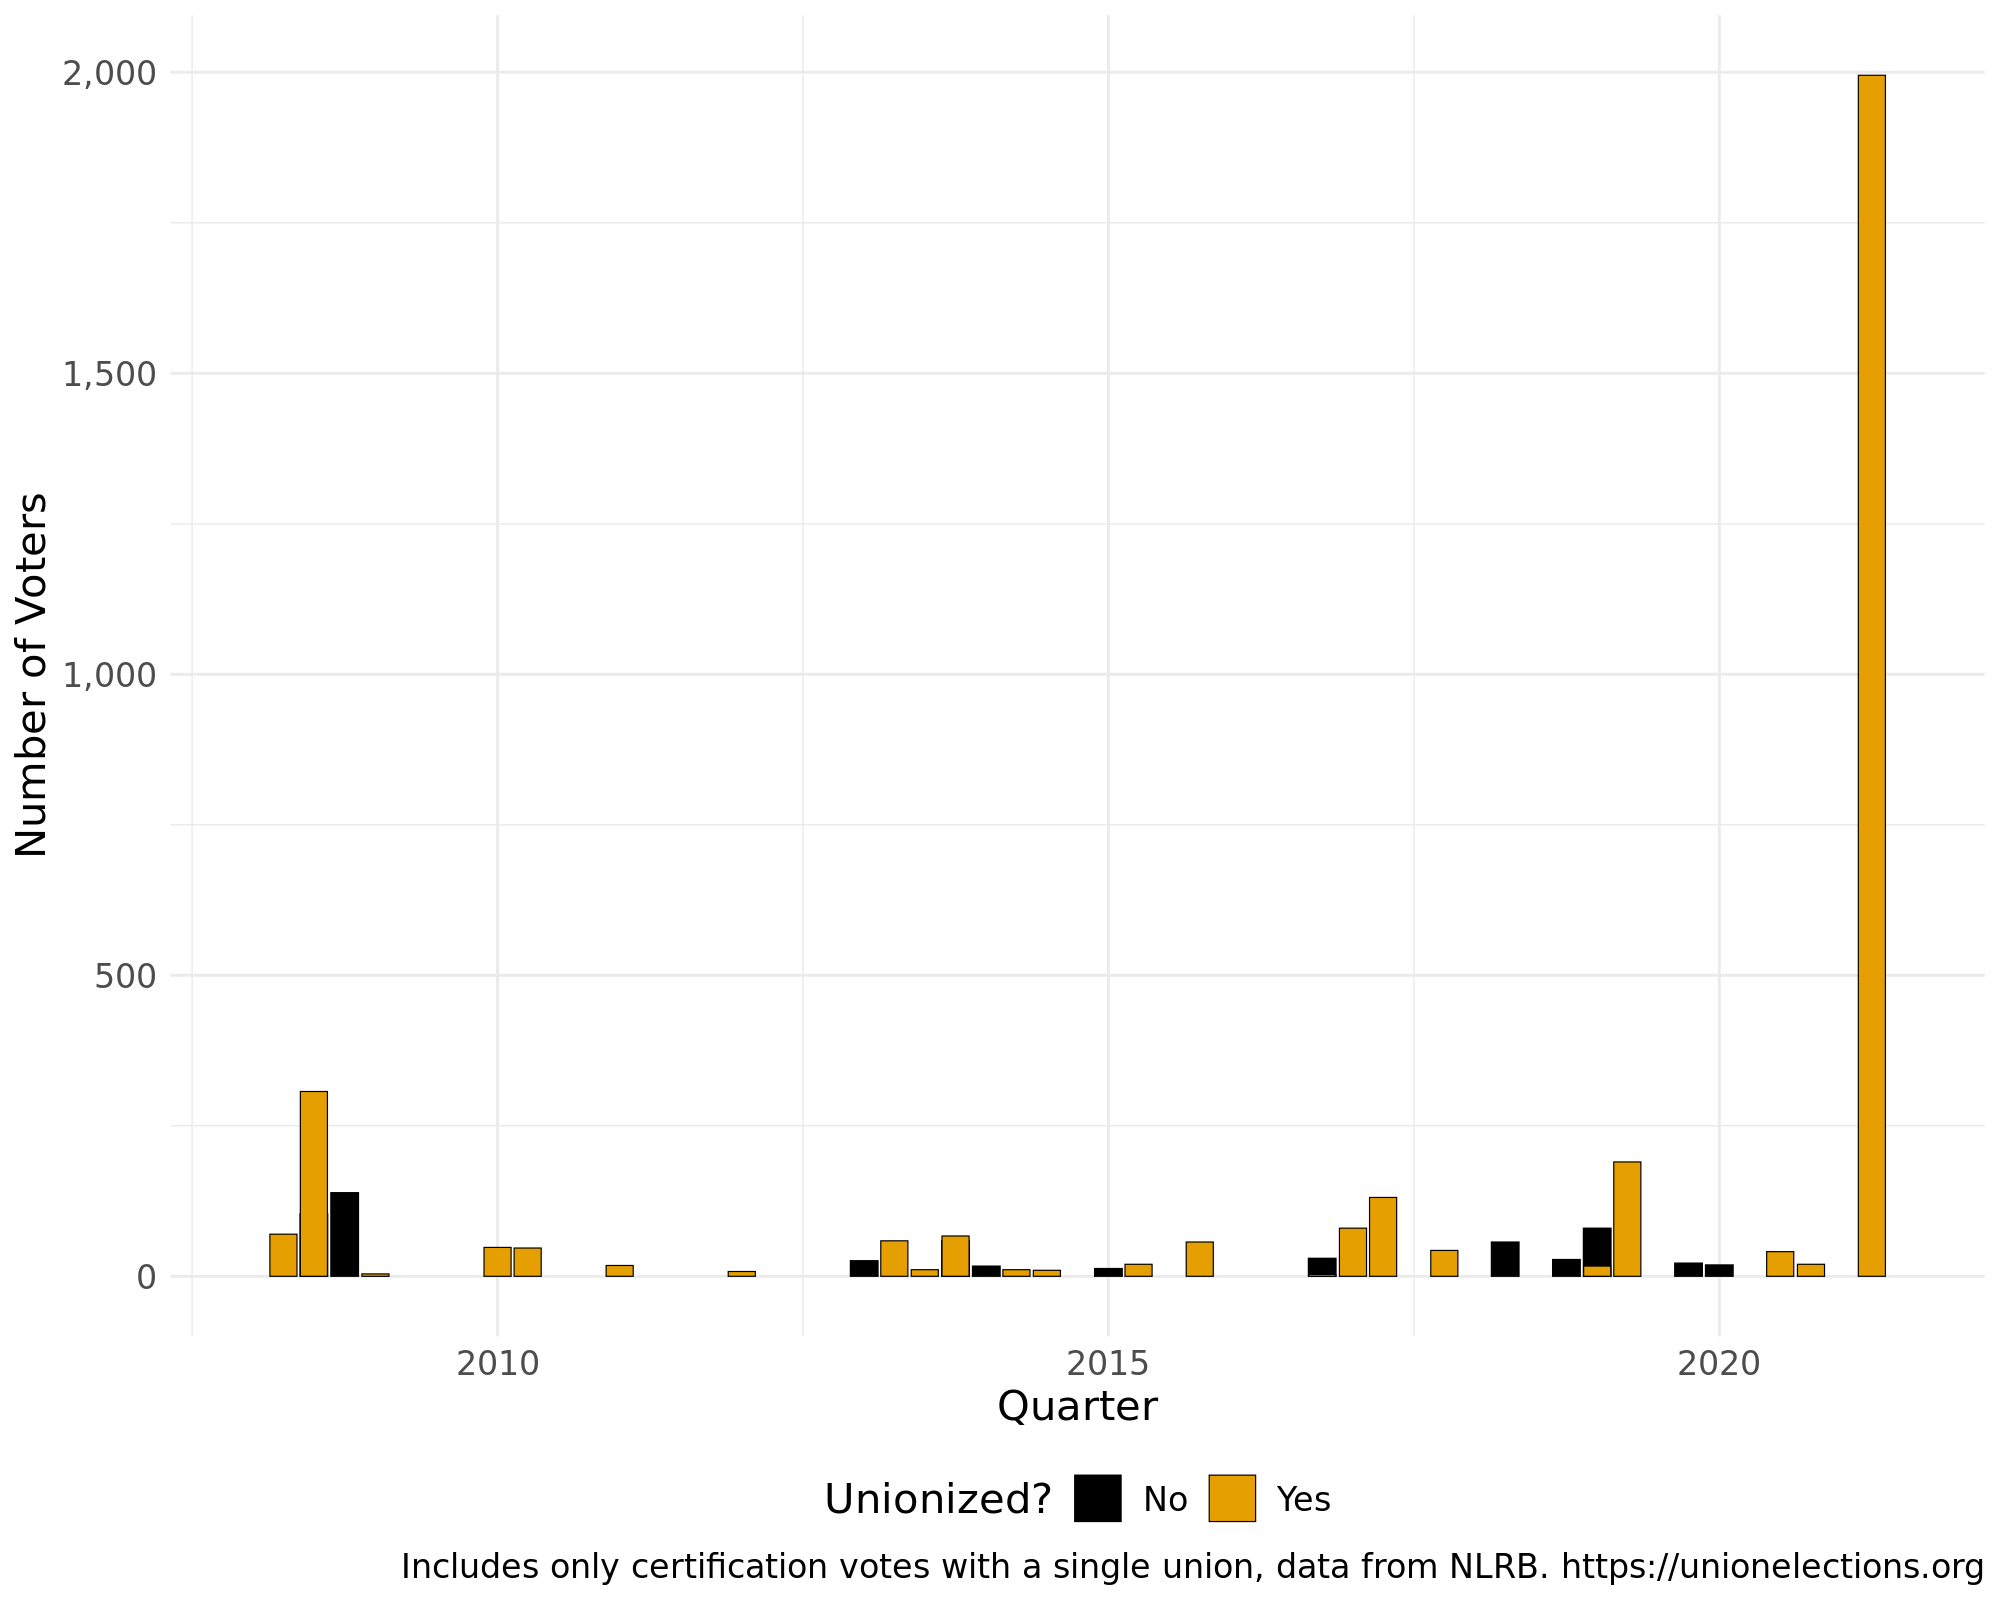 2,000
1,500
1,000
500
0
Number of Voters
2010 2015 2020
Quarter
Unionized? No Yes
Includes only certification votes with a single union, data from NLRB. https://unionelections.org